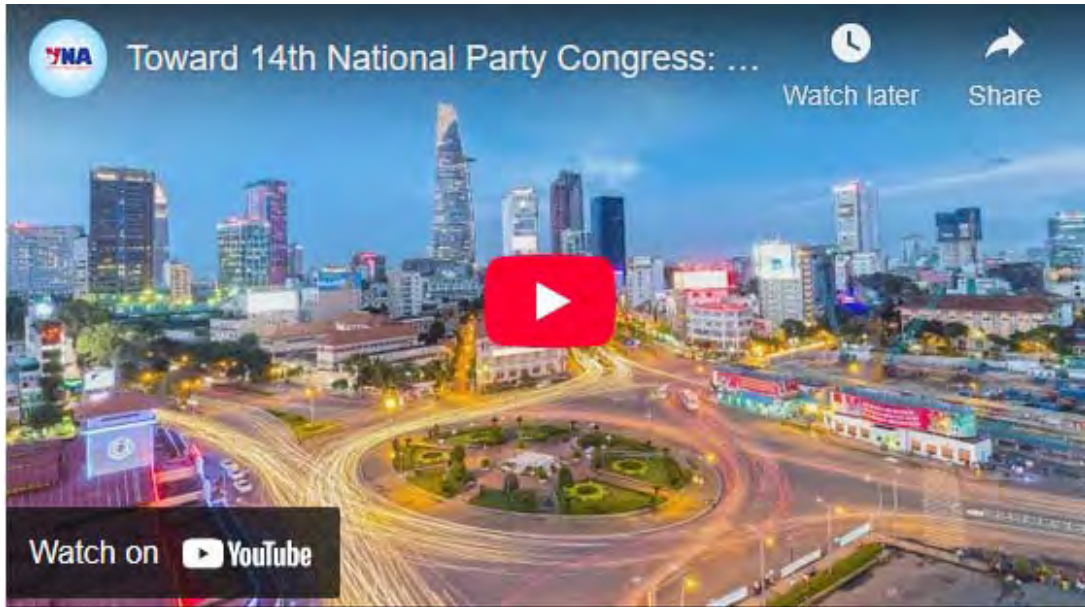 VNA
Toward 14th National Party Congress: ...
Watch later
Share
Watch on YouTube